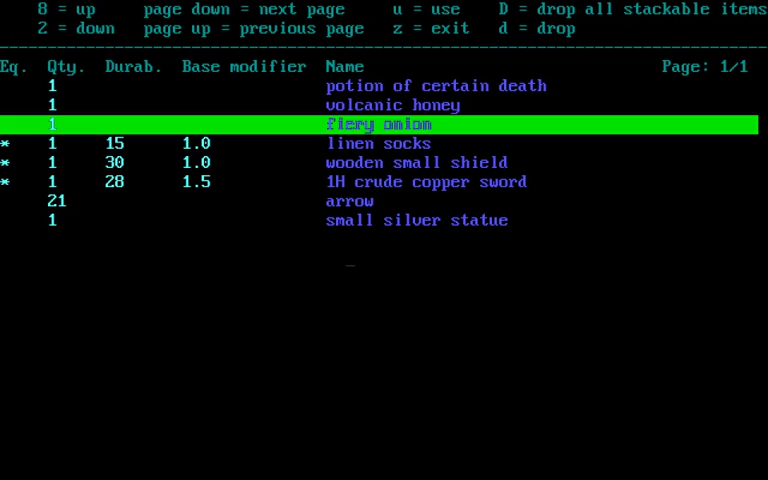 8 = up page down = next page u = use D = drop all stackable items
2 = down page up = previous page z = exit d = drop
Eq. Qty. Durab. Base modifier Name Page: 1/1
1 potion of certain death
1 volcanic honey
1 fiery onion
* 1 15 1.0 linen socks
* 1 30 1.0 wooden small shield
* 1 28 1.5 1H crude copper sword
21 arrow
1 small silver statue